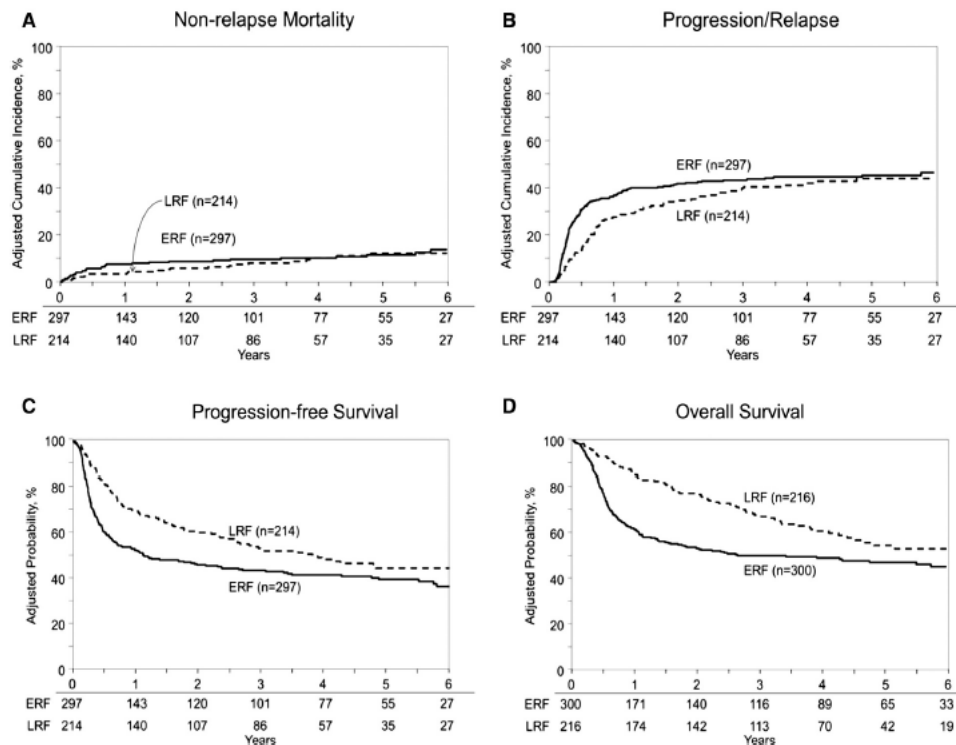 A
Non-relapse Mortality
Adjusted Cumulative Incidence, %
100
80
60
40
20
0
LRF (n=214)
ERF (n=297)
0 1 2 3 4 5 6
ERF 297 143 120 101 77 55 27
LRF 214 140 107 86 57 35 27
Years
B
Progression/Relapse
Adjusted Cumulative Incidence, %
100
80
60
40
20
0
ERF (n=297)
LRF (n=214)
0 1 2 3 4 5 6
ERF 297 143 120 101 77 55 27
LRF 214 140 107 86 57 35 27
Years
C
Progression-free Survival
Adjusted Probability, %
100
80
60
40
20
0
LRF (n=214)
ERF (n=297)
0 1 2 3 4 5 6
ERF 297 143 120 101 77 55 27
LRF 214 140 107 86 57 35 27
Years
D
Overall Survival
Adjusted Probability, %
100
80
60
40
20
0
LRF (n=216)
ERF (n=300)
0 1 2 3 4 5 6
ERF 300 171 140 116 89 65 33
LRF 216 174 142 113 70 42 19
Years